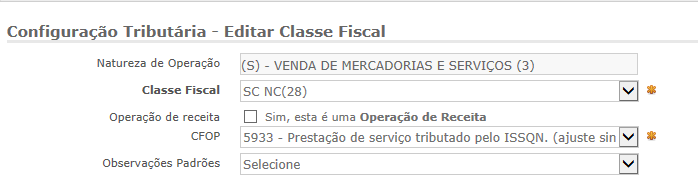 Configuração Tributária - Editar Classe Fiscal
Natureza de Operação (S) - VENDA DE MERCADORIAS E SERVIÇOS (3)
Classe Fiscal SC NC(28)
Operação de receita Sim, esta é uma Operação de Receita
CFOP 5933 - Prestação de serviço tributado pelo ISSQN. (ajuste sin
Observações Padrões Selecione